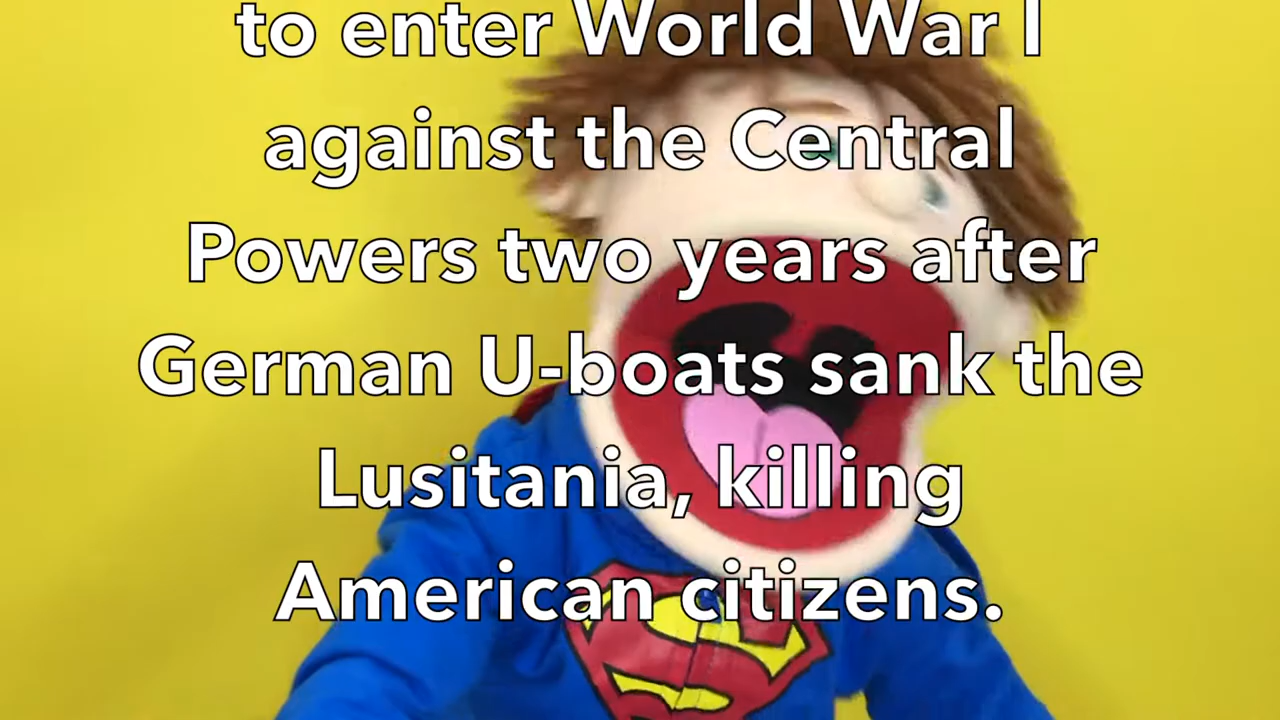 to enter World War I
against the Central
Powers two years after
German U-boats sank the
Lusitania, killing
American citizens.